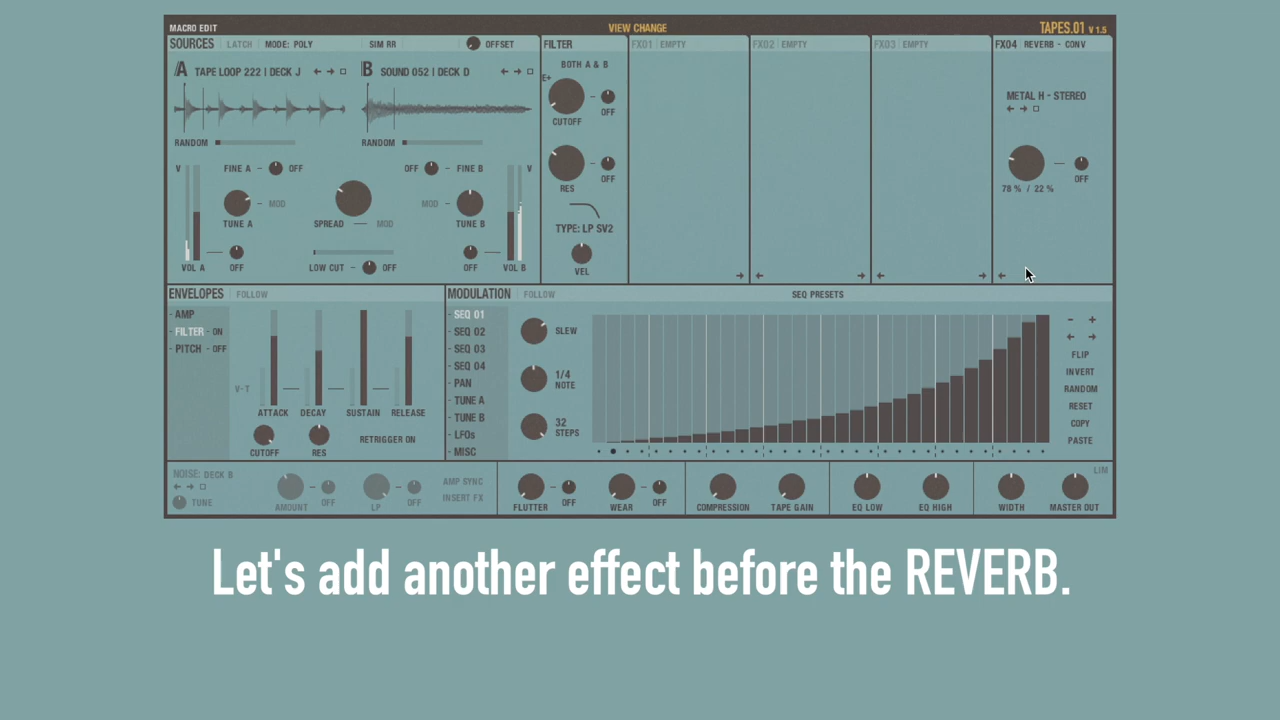 MACRO EDIT
VIEW CHANGE
TAPES.01 V 1.5
SOURCES LATCH MODE: POLY SIM RR OFFSET
A TAPE LOOP 222 | DECK J
B SOUND 052 | DECK D
RANDOM
RANDOM
V FINE A OFF
OFF FINE B V
TUNE A MOD
SPREAD MOD
MOD TUNE B
VOL A OFF
LOW CUT OFF
OFF VOL B
FILTER
BOTH A & B
E+
CUTOFF OFF
RES OFF
TYPE: LP SV2
VEL
FX01 | EMPTY
FX02 | EMPTY
FX03 | EMPTY
FX04 REVERB - CONV
METAL H - STEREO
78 % / 22 %
OFF
ENVELOPES FOLLOW
- AMP
- FILTER - ON
- PITCH - OFF
V-T
ATTACK DECAY SUSTAIN RELEASE
CUTOFF RES RETRIGGER ON
MODULATION FOLLOW
SEQ PRESETS
- SEQ 01
- SEQ 02
- SEQ 03
- SEQ 04
- PAN
- TUNE A
- TUNE B
- LFOs
- MISC
SLEW
1/4
NOTE
32
STEPS
- +
FLIP
INVERT
RANDOM
RESET
COPY
PASTE
NOISE: DECK B
TUNE
AMOUNT OFF
LP OFF
AMP SYNC
INSERT FX
FLUTTER OFF
WEAR OFF
COMPRESSION TAPE GAIN
EQ LOW EQ HIGH
LIM
WIDTH MASTER OUT
Let's add another effect before the REVERB.